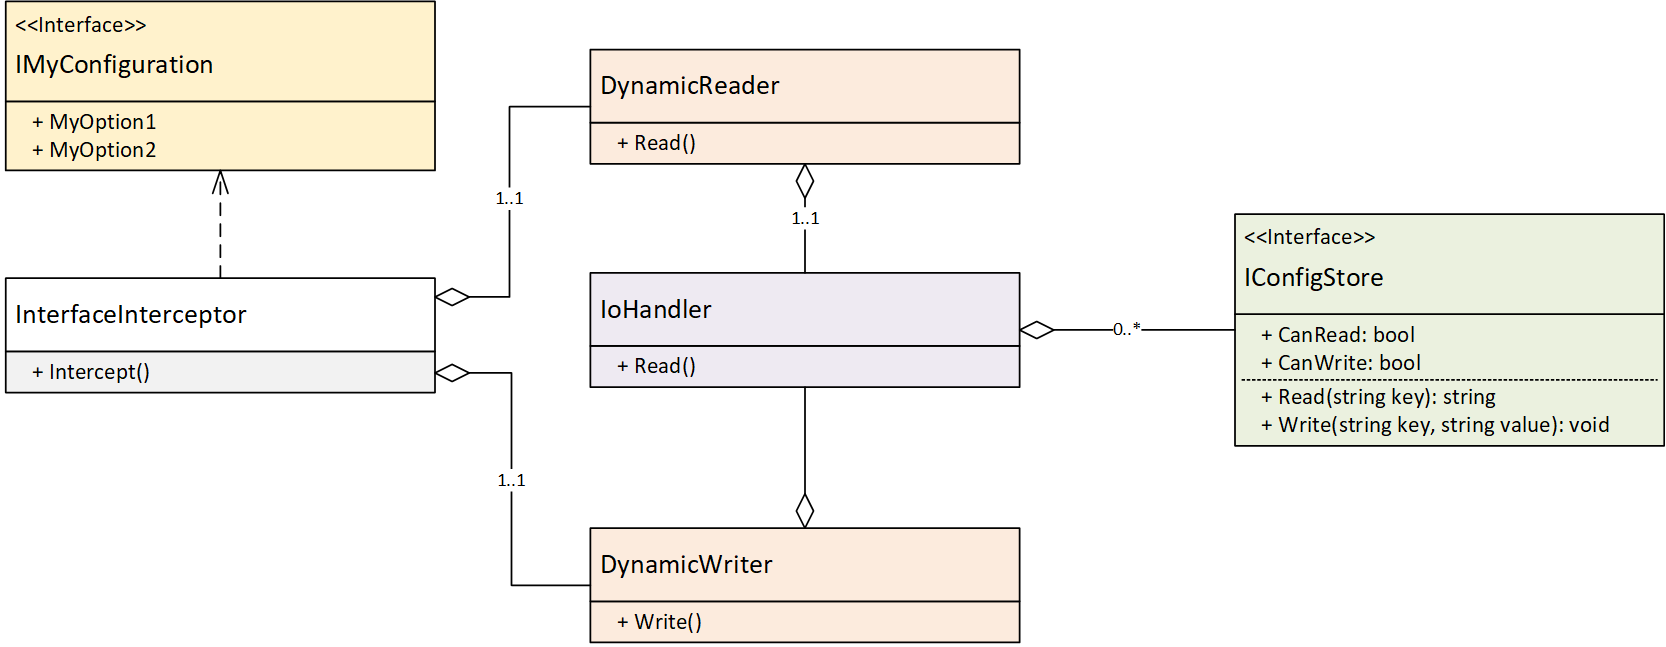 <<Interface>>
IMyConfiguration
+ MyOption1
+ MyOption2
InterfaceInterceptor
+ Intercept()
1..1
1..1
DynamicReader
+ Read()
1..1
IoHandler
+ Read()
DynamicWriter
+ Write()
0..*
<<Interface>>
IConfigStore
+ CanRead: bool
+ CanWrite: bool
+ Read(string key): string
+ Write(string key, string value): void